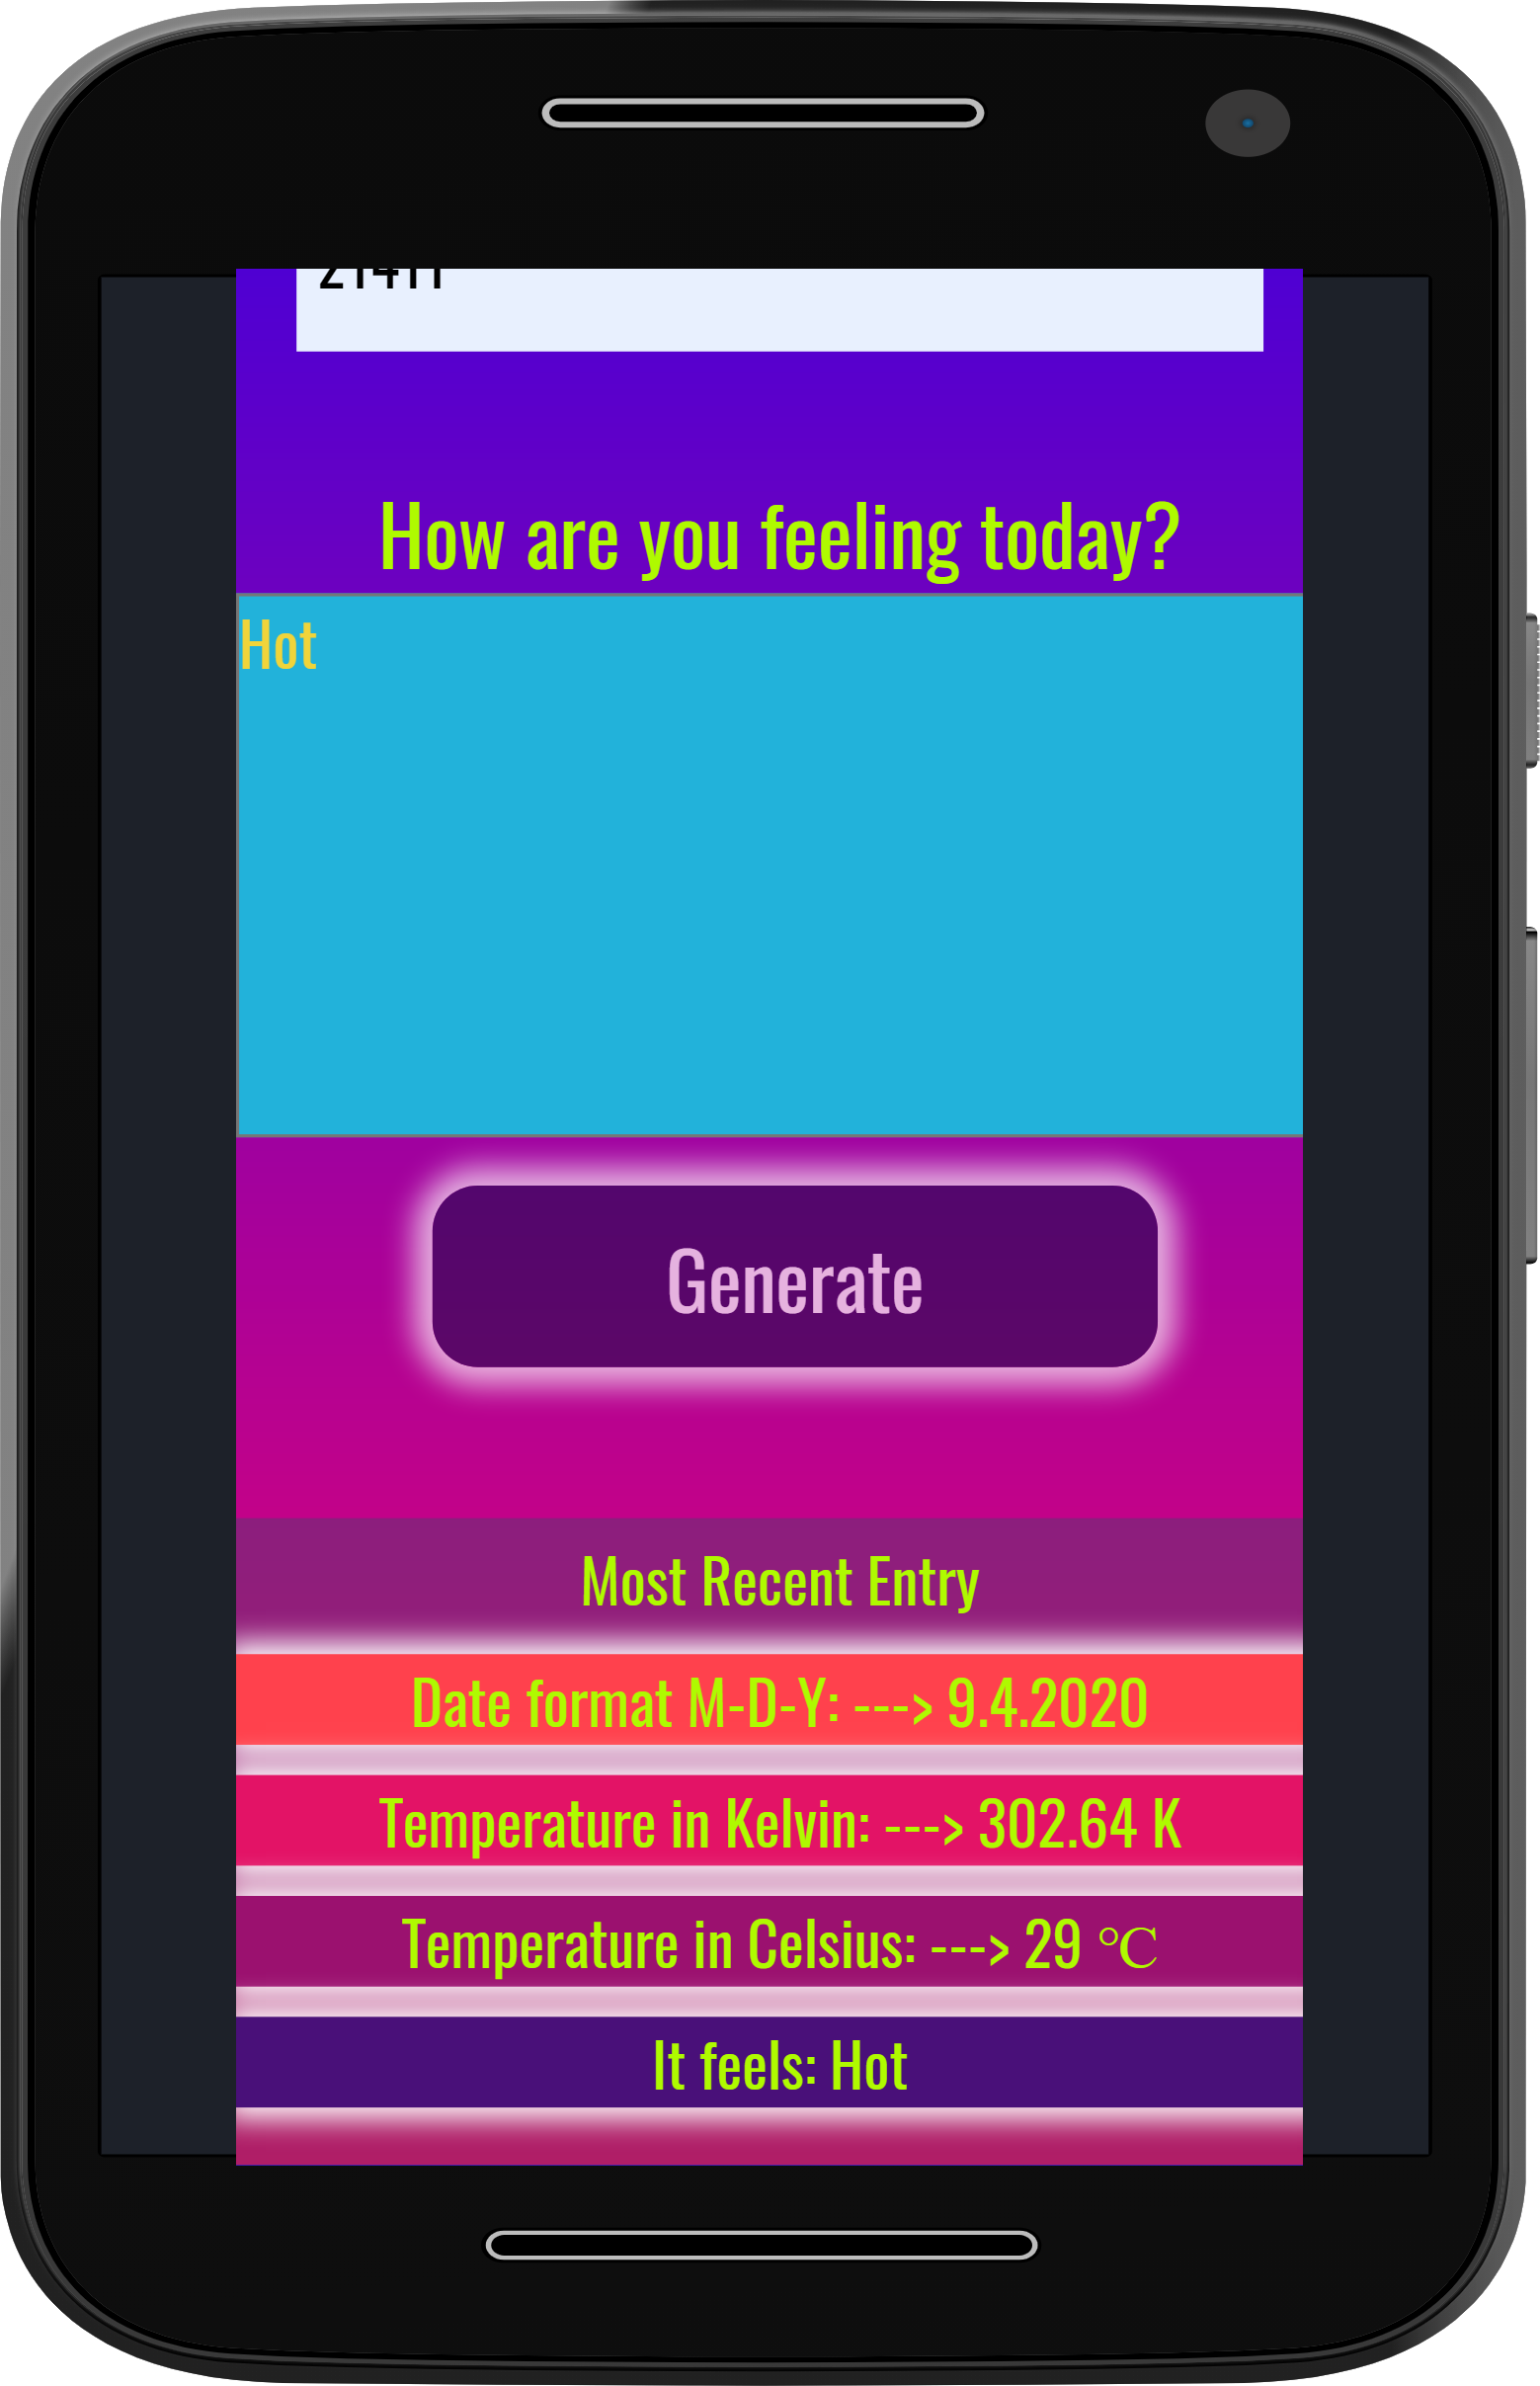 21411
How are you feeling today?
Hot
Generate
Most Recent Entry
Date format M-D-Y: ---> 9.4.2020
Temperature in Kelvin: ---> 302.64 K
Temperature in Celsius: ---> 29 °C
It feels: Hot